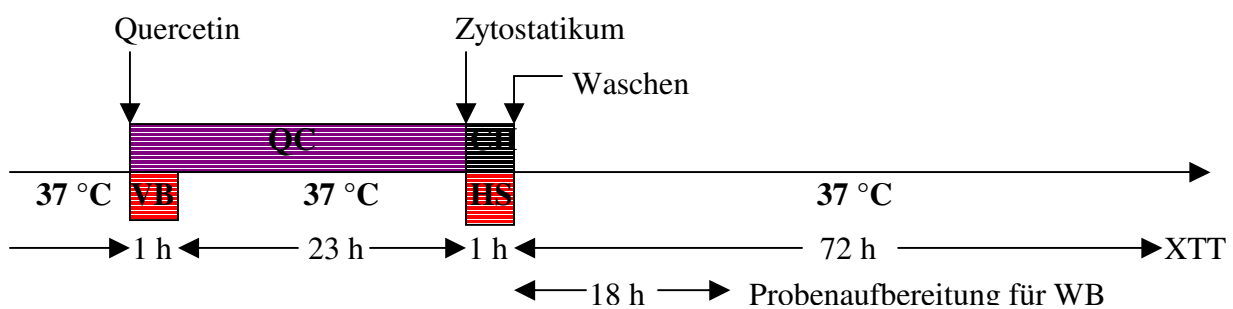 Quercetin Zytostatikum
Waschen
QC
37 °C VB 37 °C HS 37 °C
1 h 23 h 1 h 72 h XTT
18 h Probenaufbereitung für WB